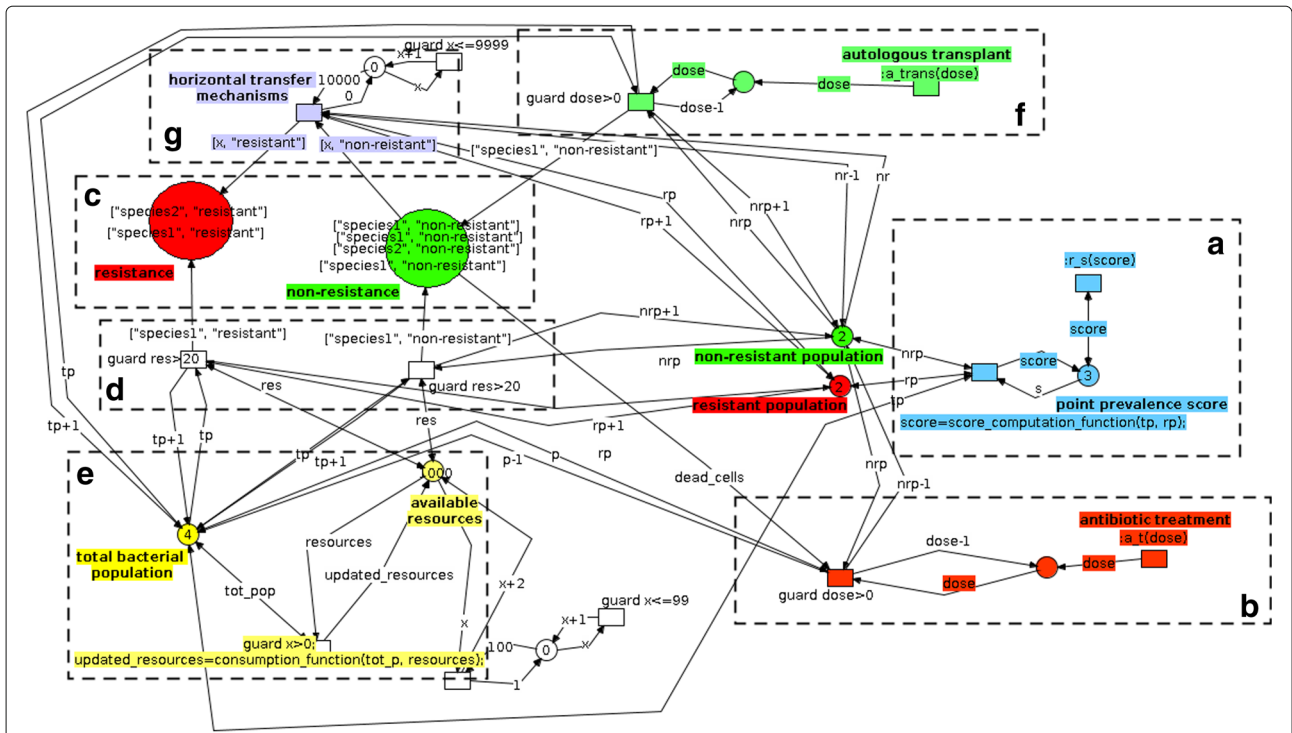 guard x<=9999
x+1
0
x
10000
0
horizontal transfer
mechanisms
g
[x, "resistant"]
[x, "non-reistant"]
autologous transplant
:a_trans(dose)
dose
dose
guard dose>0
dose-1
f
["species1", "non-resistant"]
nr-1
nr
rp
rp+1
nrp+1
nrp
c
["species2", "resistant"]
["species1", "resistant"]
resistance
["species1", "non-resistant"]
["species1", "non-resistant"]
["species2", "non-resistant"]
["species1", "non-resistant"]
non-resistance
a
:r_s(score)
score
score
s
3
point prevalence score
score=score_computation_function(tp, rp);
nrp
rp
tp
2
non-resistant population
2
resistant population
["species1", "resistant"]
guard res>20
["species1", "non-resistant"]
guard res>20
d
nrp+1
nrp
res
rp+1
res
tp
tp+1
tp+1
tp
tp
tp+1
p-1
p
rp
nrp
nrp-1
dead_cells
e
000
available
resources
4
total bacterial
population
resources
updated_resources
tot_pop
guard x>0;
updated_resources=consumption_function(tot_p, resources);
x+2
x
100
1
0
x+1
x
guard x<=99
antibiotic treatment
:a_t(dose)
dose-1
dose
dose
guard dose>0
b